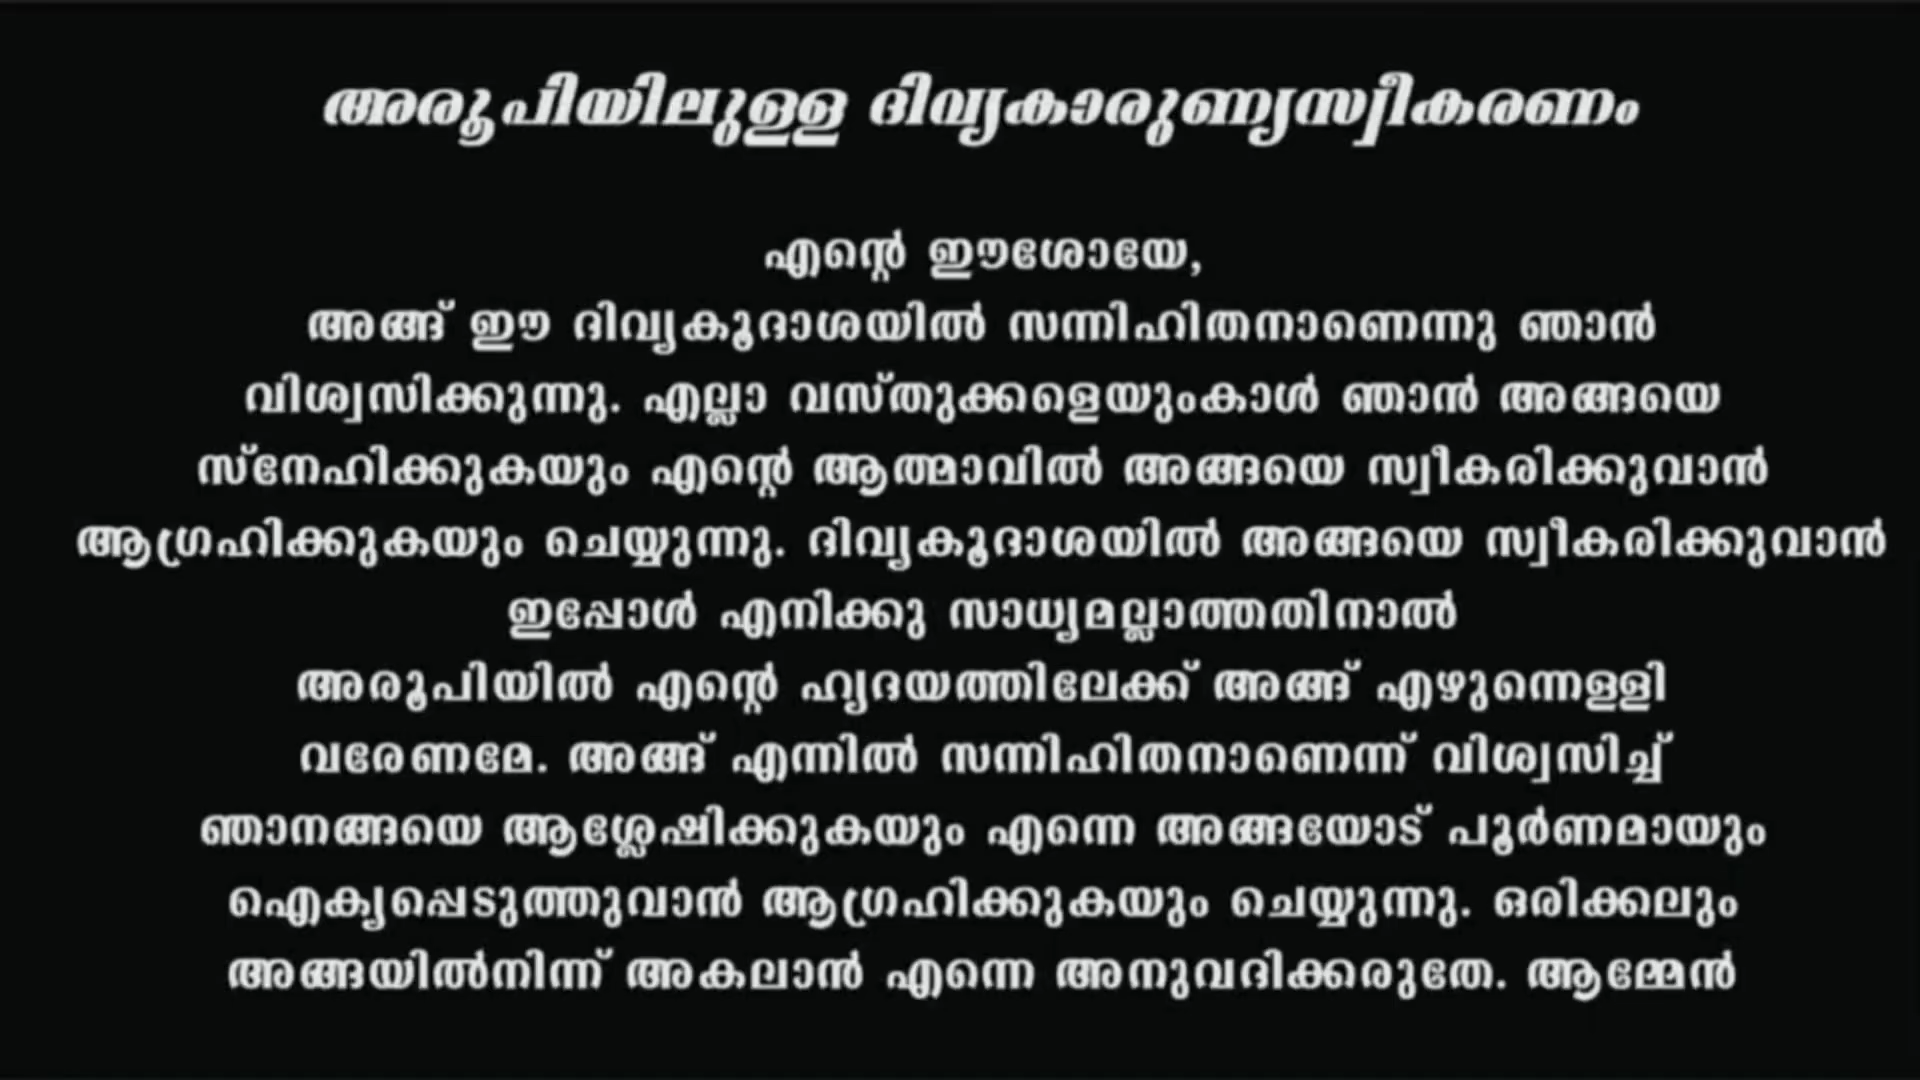 അരൂപിയിലുള്ള ദിവ്യകാരുണ്യസ്വീകരണം
എന്റെ ഈശോയേ,
അങ്ങ് ഈ ദിവ്യകൂദാശയിൽ സന്നിഹിതനാണെന്നു ഞാൻ
വിശ്വസിക്കുന്നു. എല്ലാ വസ്തുക്കളെയുംകാൾ ഞാൻ അങ്ങയെ
സ്നേഹിക്കുകയും എന്റെ ആത്മാവിൽ അങ്ങയെ സ്വീകരിക്കുവാൻ
ആഗ്രഹിക്കുകയും ചെയ്യുന്നു. ദിവ്യകൂദാശയിൽ അങ്ങയെ സ്വീകരിക്കുവാൻ
ഇപ്പോൾ എനിക്കു സാധ്യമല്ലാത്തതിനാൽ
അരൂപിയിൽ എന്റെ ഹൃദയത്തിലേക്ക് അങ്ങ് എഴുന്നെള്ളി
വരേണമേ. അങ്ങ് എന്നിൽ സന്നിഹിതനാണെന്ന് വിശ്വസിച്ച്
ഞാനങ്ങയെ ആശ്ലേഷിക്കുകയും എന്നെ അങ്ങയോട് പൂർണമായും
ഐക്യപ്പെടുത്തുവാൻ ആഗ്രഹിക്കുകയും ചെയ്യുന്നു. ഒരിക്കലും
അങ്ങയിൽനിന്ന് അകലാൻ എന്നെ അനുവദിക്കരുതേ. ആമ്മേൻ